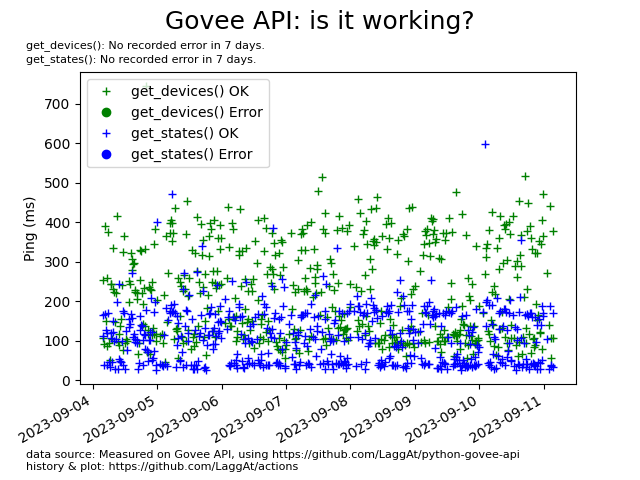 Govee API: is it working?
get_devices(): No recorded error in 7 days.
get_states(): No recorded error in 7 days.
get_devices() OK
get_devices() Error
get_states() OK
get_states() Error
Ping (ms)
700
600
500
400
300
200
100
0
2023-09-04
2023-09-05
2023-09-06
2023-09-07
2023-09-08
2023-09-09
2023-09-10
2023-09-11
data source: Measured on Govee API, using https://github.com/LaggAt/python-govee-api
history & plot: https://github.com/LaggAt/actions